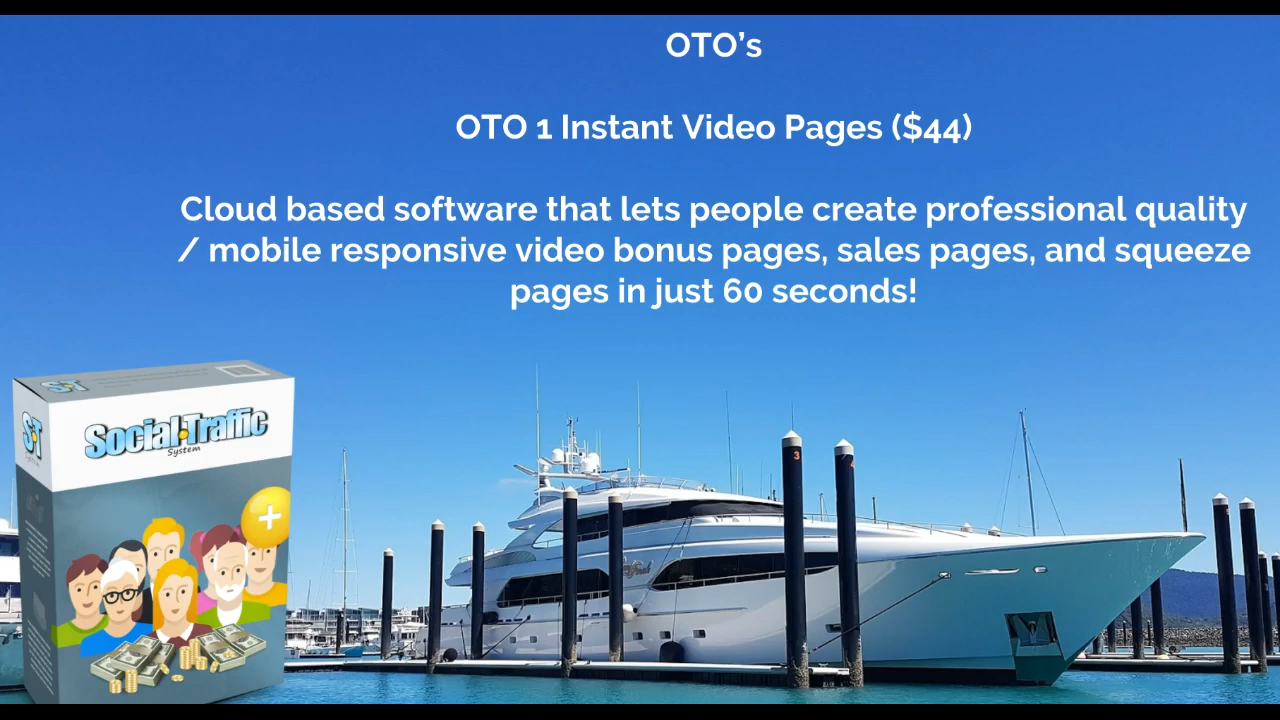 OTO’s
OTO 1 Instant Video Pages ($44)
Cloud based software that lets people create professional quality
/ mobile responsive video bonus pages, sales pages, and squeeze
pages in just 60 seconds!
S•T
S•T
Social•Traffic
System
3